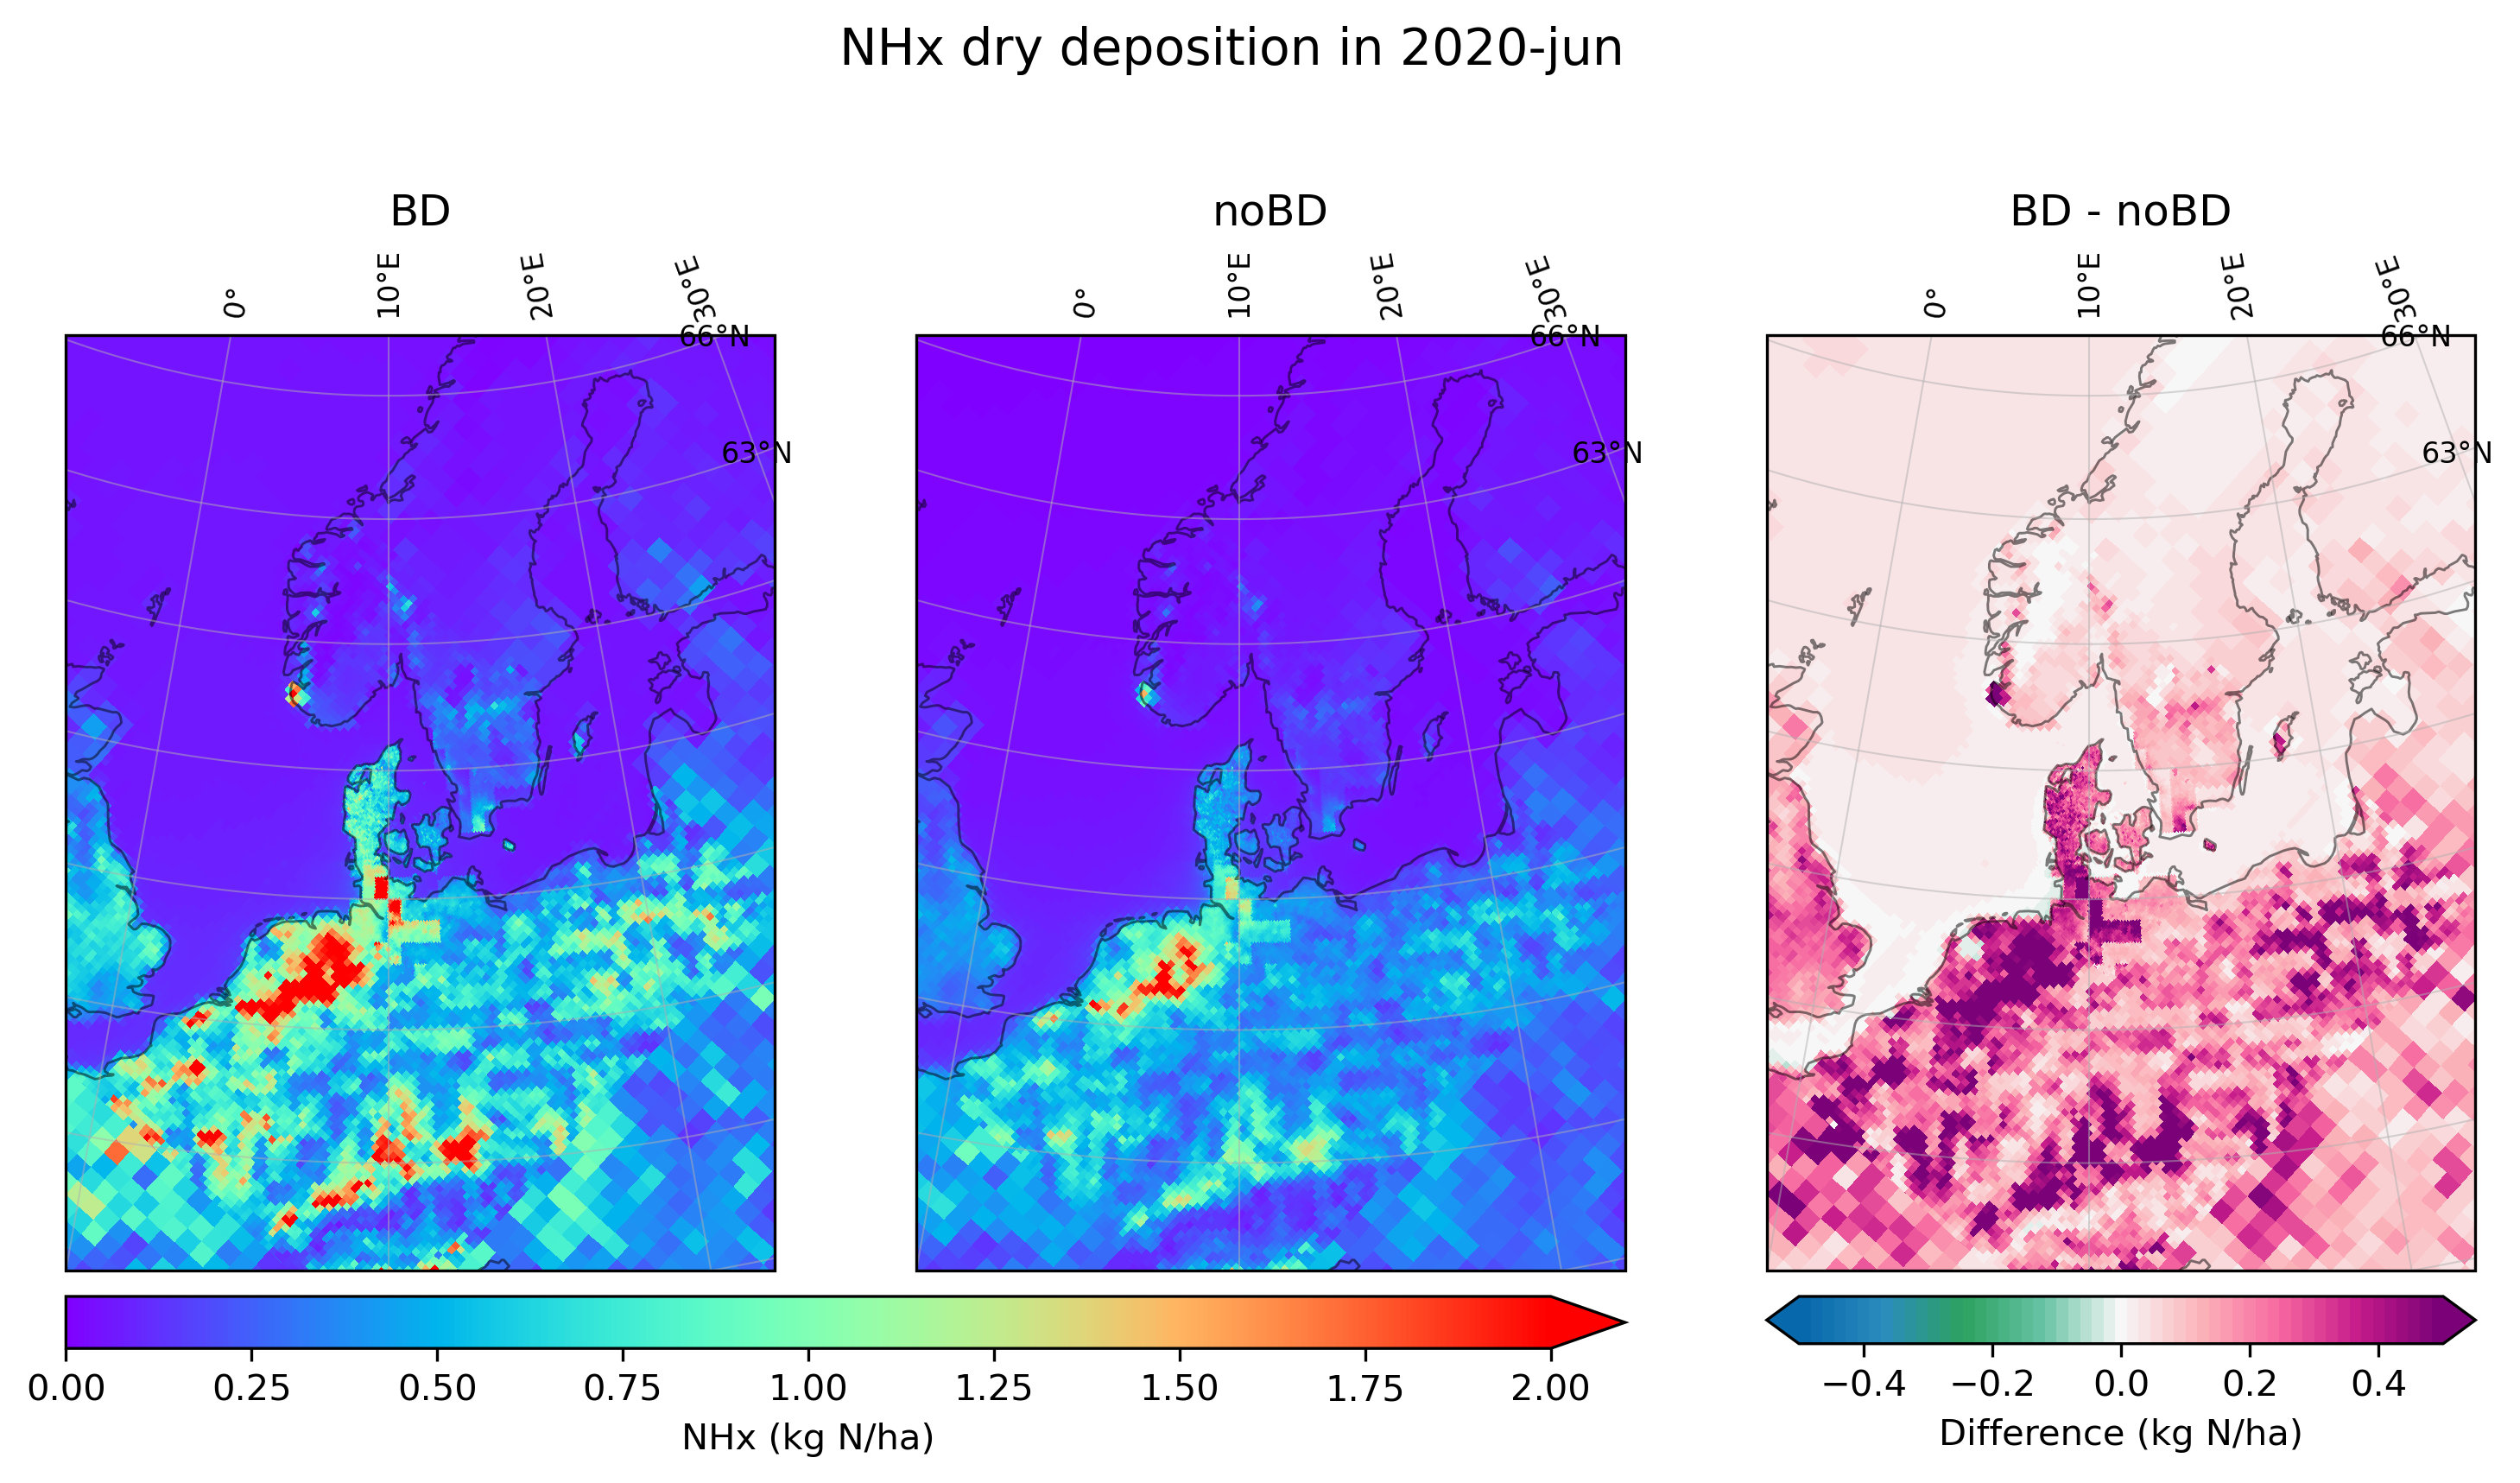 NHx dry deposition in 2020-jun
BD
noBD
BD - noBD
0°
10°E
20°E
30°E
66°N
63°N
0°
10°E
20°E
30°E
66°N
63°N
0°
10°E
20°E
30°E
66°N
63°N
0.00 0.25 0.50 0.75 1.00 1.25 1.50 1.75 2.00
NHx (kg N/ha)
−0.4 −0.2 0.0 0.2 0.4
Difference (kg N/ha)